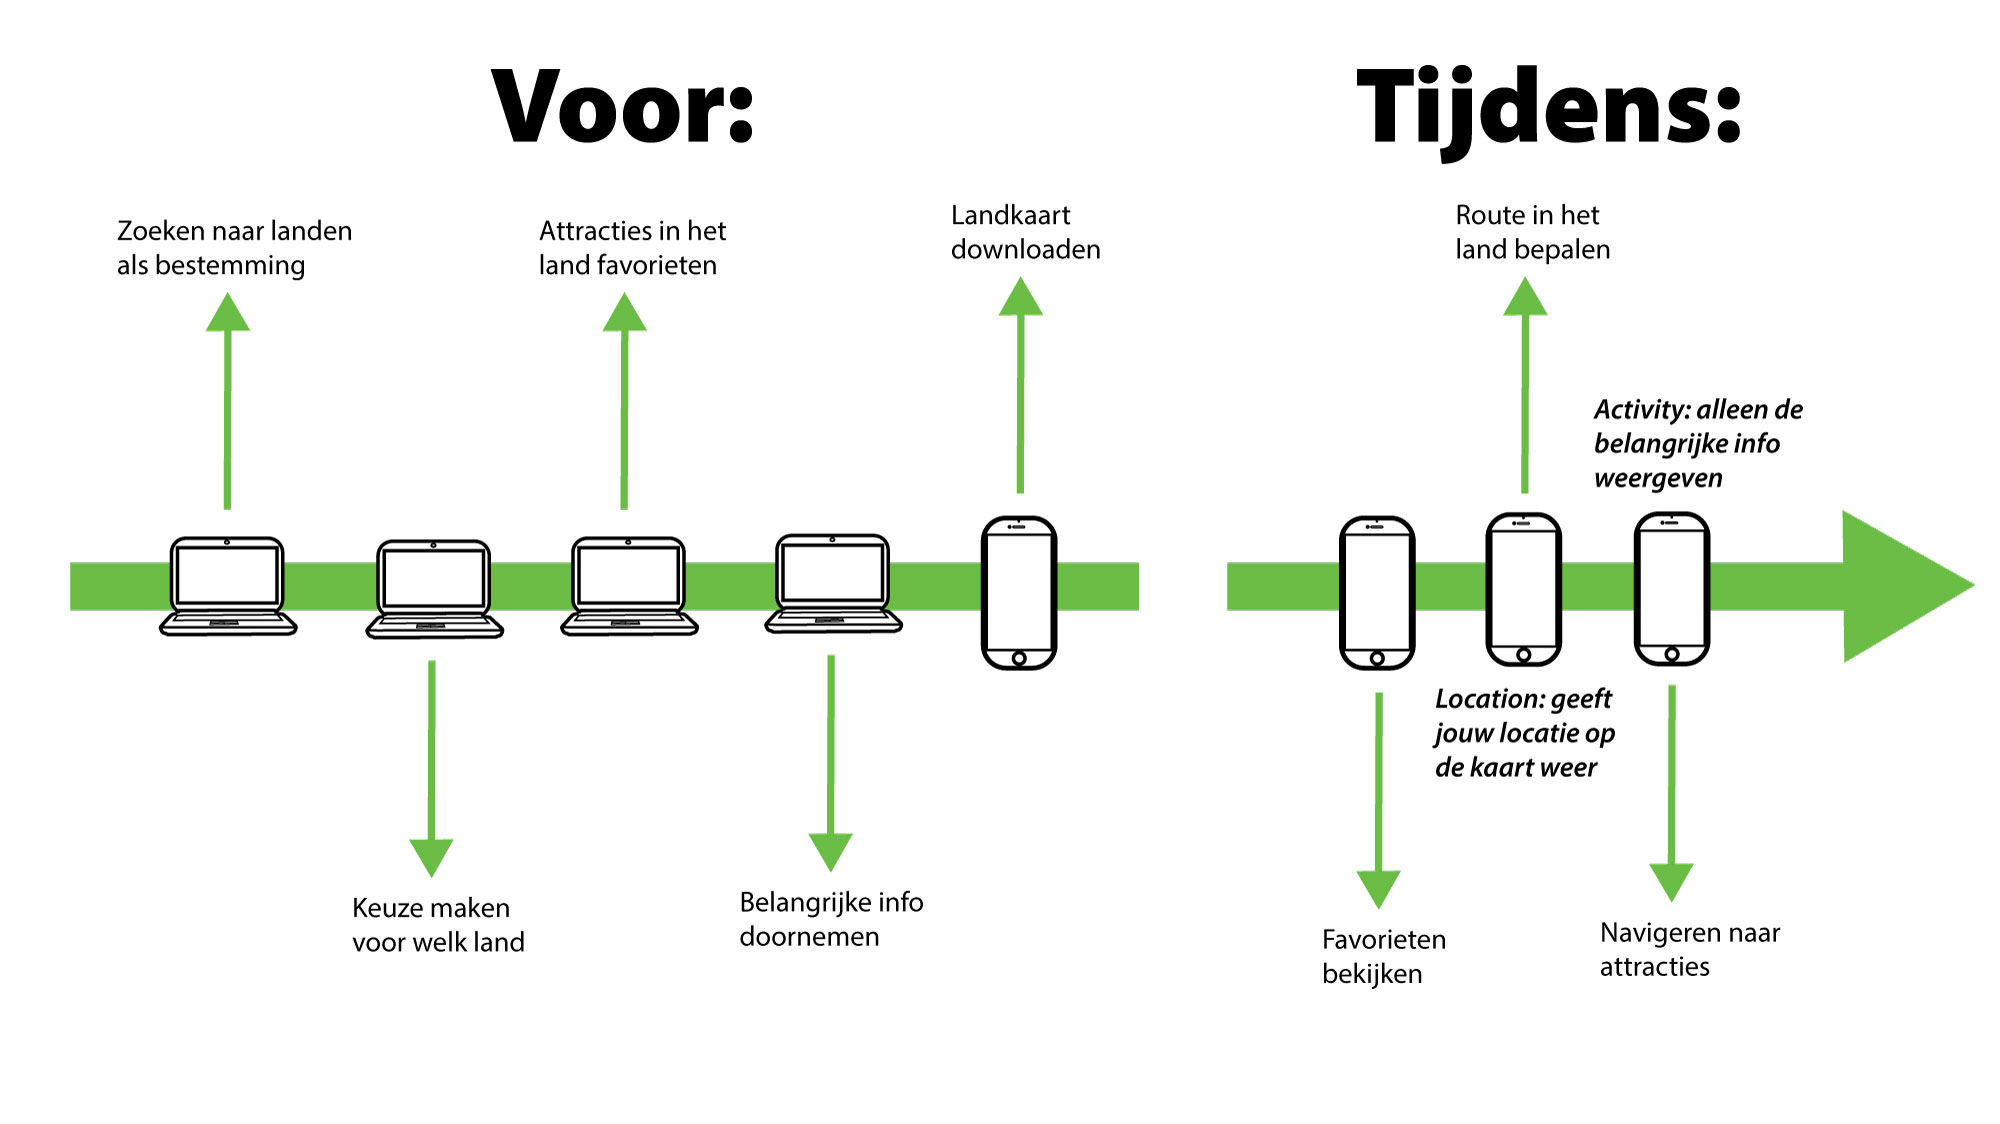 Voor:
Tijdens:
Zoeken naar landen
als bestemming
Attracties in het
land favorieten
Landkaart
downloaden
Route in het
land bepalen
Activity: alleen de
belangrijke info
weergeven
Location: geeft
jouw locatie op
de kaart weer
Keuze maken
voor welk land
Belangrijke info
doornemen
Favorieten
bekijken
Navigeren naar
attracties